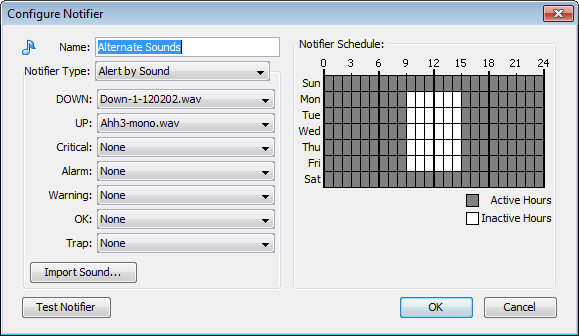 Configure Notifier
Name: Alternate Sounds
Notifier Type: Alert by Sound
DOWN: Down-1-120202.wav
UP: Ahh3-mono.wav
Critical: None
Alarm: None
Warning: None
OK: None
Trap: None
Import Sound...
Notifier Schedule:
0 3 6 9 12 15 18 21 24
Sun
Mon
Tue
Wed
Thu
Fri
Sat
Active Hours
Inactive Hours
Test Notifier
OK Cancel